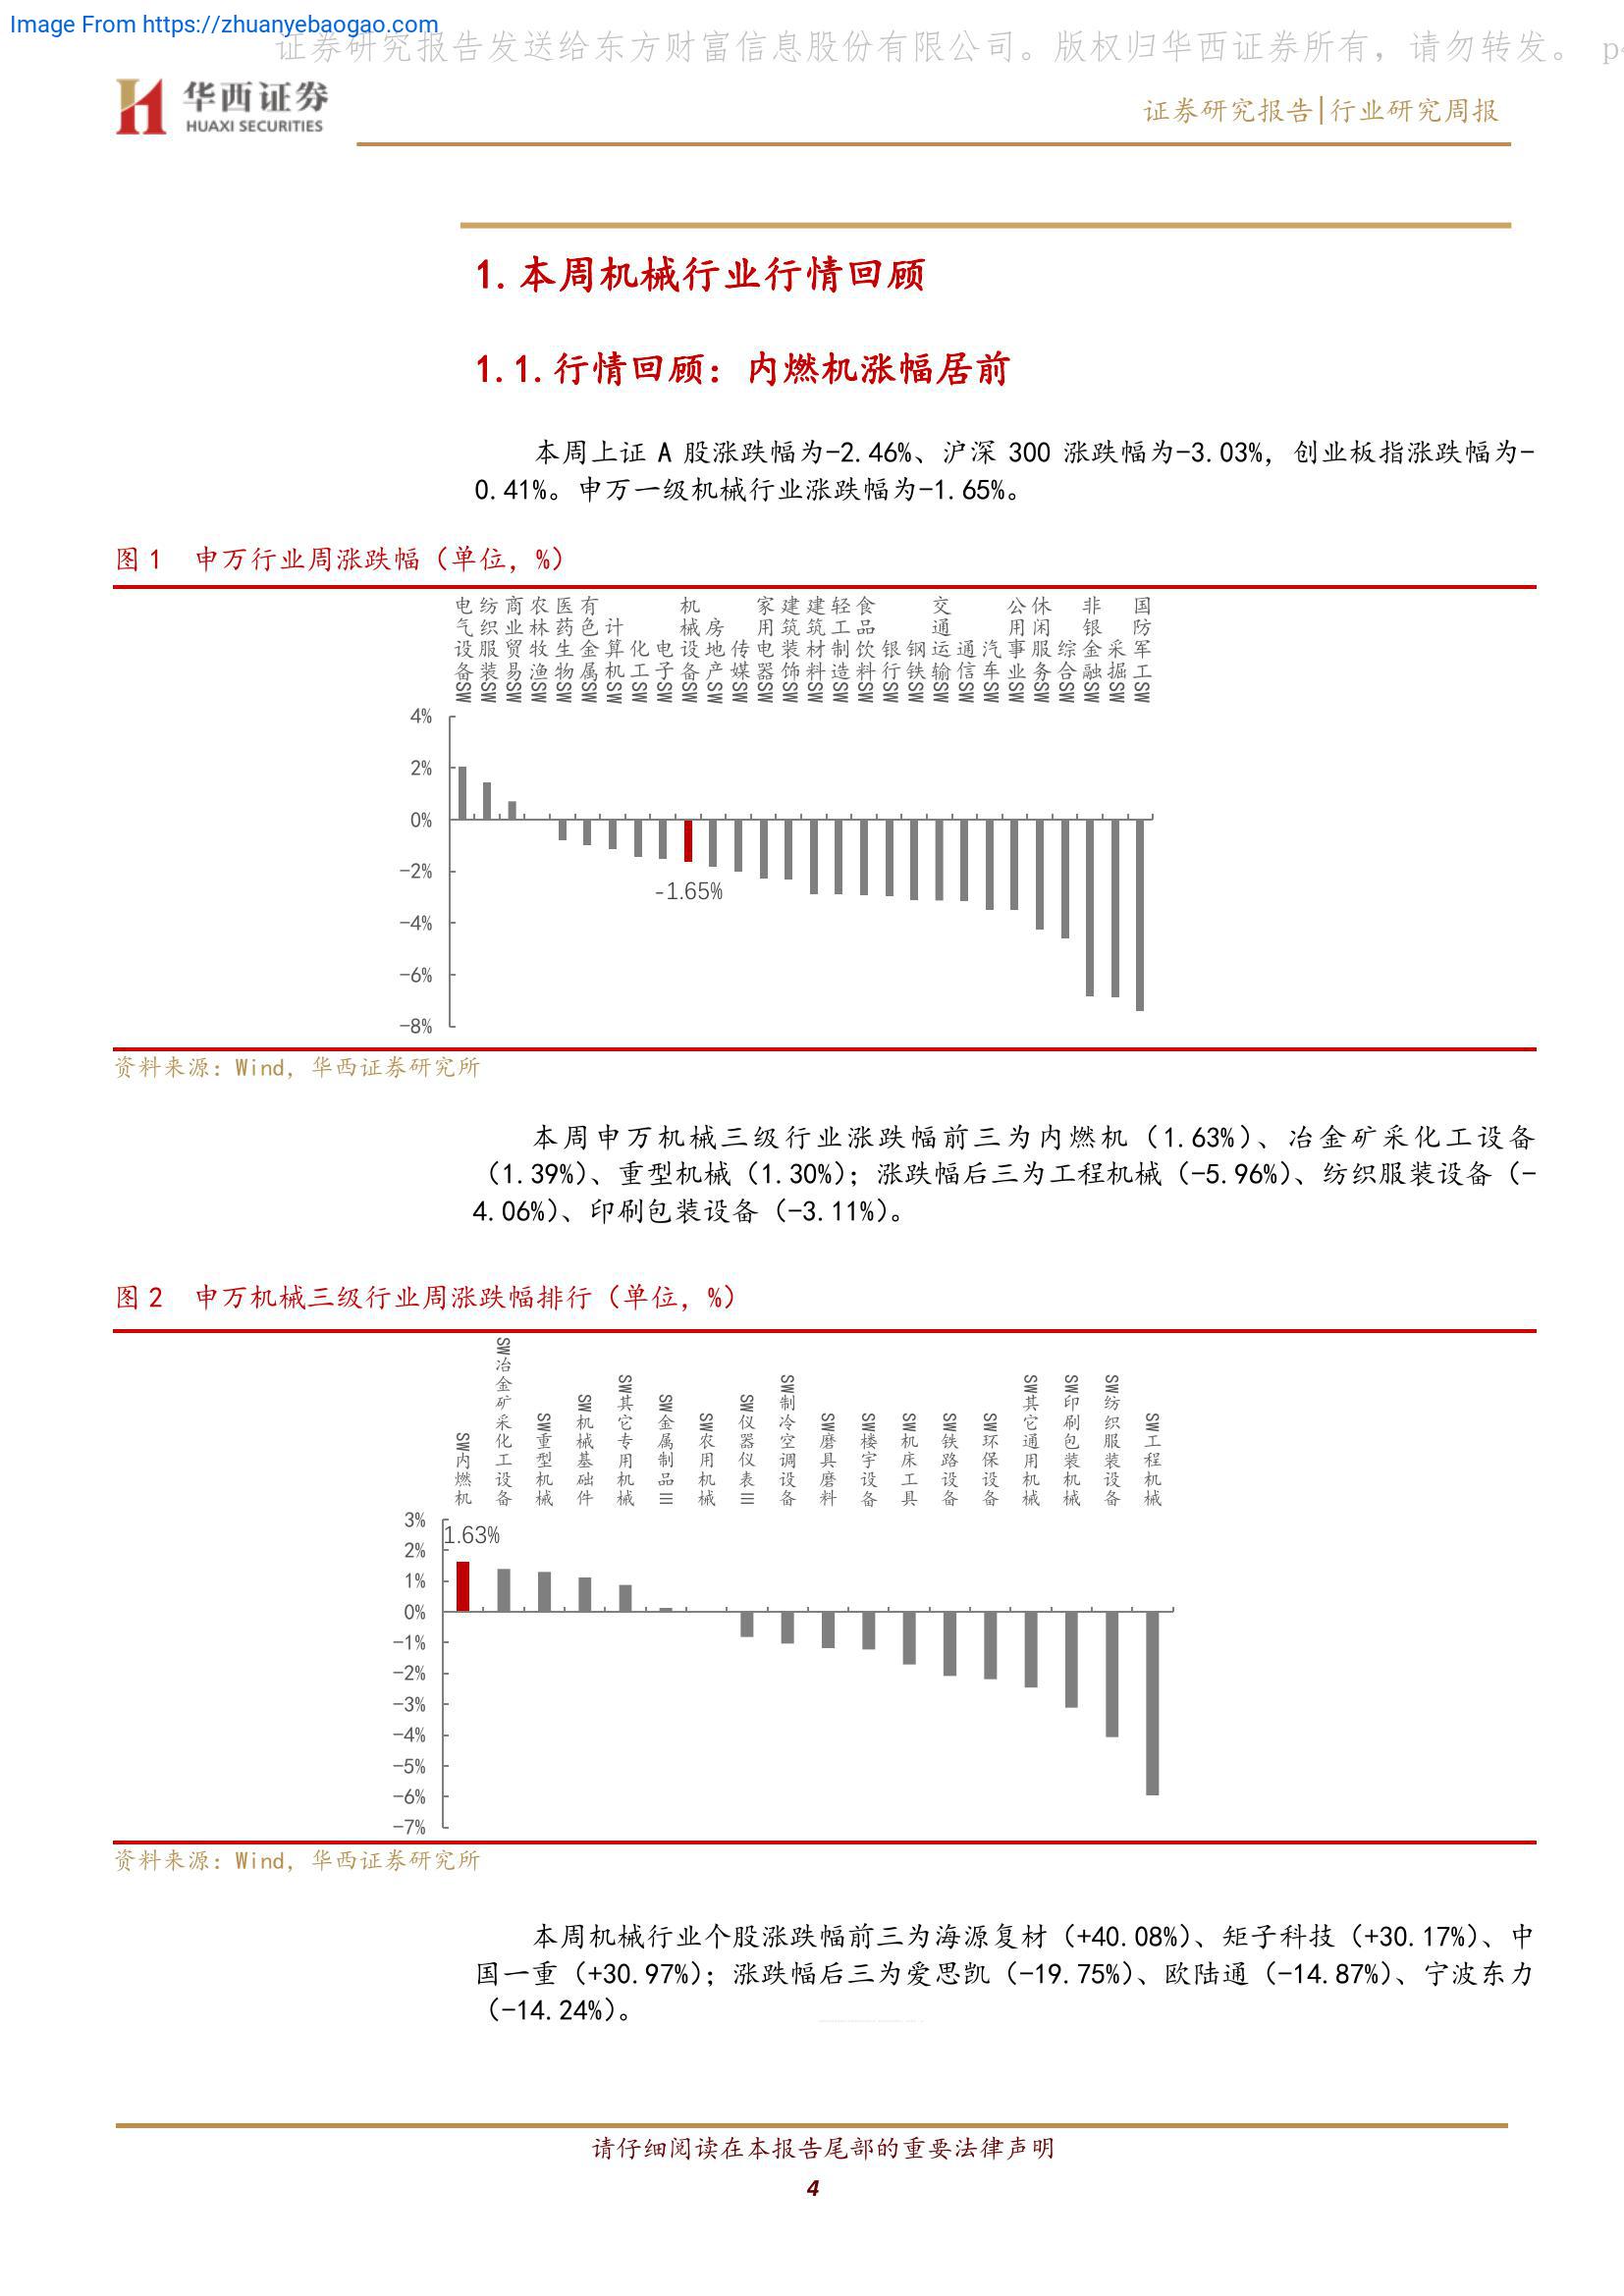 Image From https://zhuanyebaogao.com
证券研究报告发送给东方财富信息股份有限公司。版权归华西证券所有，请勿转发。 p
华西证券
HUAXI SECURITIES
证券研究报告|行业研究周报
1.本周机械行业行情回顾
1.1.行情回顾：内燃机涨幅居前
本周上证 A 股涨跌幅为-2.46%、沪深 300 涨跌幅为-3.03%，创业板指涨跌幅为-
0.41%。申万一级机械行业涨跌幅为-1.65%。
图 1 申万行业周涨跌幅（单位，%）
电气设备SW
纺织服装SW
商业贸易SW
农林牧渔SW
医药生物SW
有色金属SW
计算机SW
化工SW
电子SW
机械设备SW
房地产SW
传媒SW
家用电器SW
建筑装饰SW
建筑材料SW
轻工制造SW
食品饮料SW
银行SW
钢铁SW
交通运输SW
通信SW
汽车SW
公用事业SW
休闲服务SW
综合SW
非银金融SW
采掘SW
国防军工SW
4%
2%
0%
-2%
-4%
-6%
-8%
-1.65%
资料来源：Wind，华西证券研究所
本周申万机械三级行业涨跌幅前三为内燃机（1.63%）、冶金矿采化工设备
（1.39%）、重型机械（1.30%）；涨跌幅后三为工程机械（-5.96%）、纺织服装设备（-
4.06%）、印刷包装设备（-3.11%）。
图 2 申万机械三级行业周涨跌幅排行（单位，%）
SW内燃机
SW冶金矿采化工设备
SW重型机械
SW机械基础件
SW其它专用机械
SW金属制品III
SW农用机械
SW仪器仪表III
SW制冷空调设备
SW磨具磨料
SW楼宇设备
SW机床工具
SW铁路设备
SW环保设备
SW其它通用机械
SW印刷包装机械
SW纺织服装设备
SW工程机械
3%
2%
1%
0%
-1%
-2%
-3%
-4%
-5%
-6%
-7%
1.63%
资料来源：Wind，华西证券研究所
本周机械行业个股涨跌幅前三为海源复材（+40.08%）、矩子科技（+30.17%）、中
国一重（+30.97%）；涨跌幅后三为爱思凯（-19.75%）、欧陆通（-14.87%）、宁波东力
（-14.24%）。
请仔细阅读在本报告尾部的重要法律声明
4